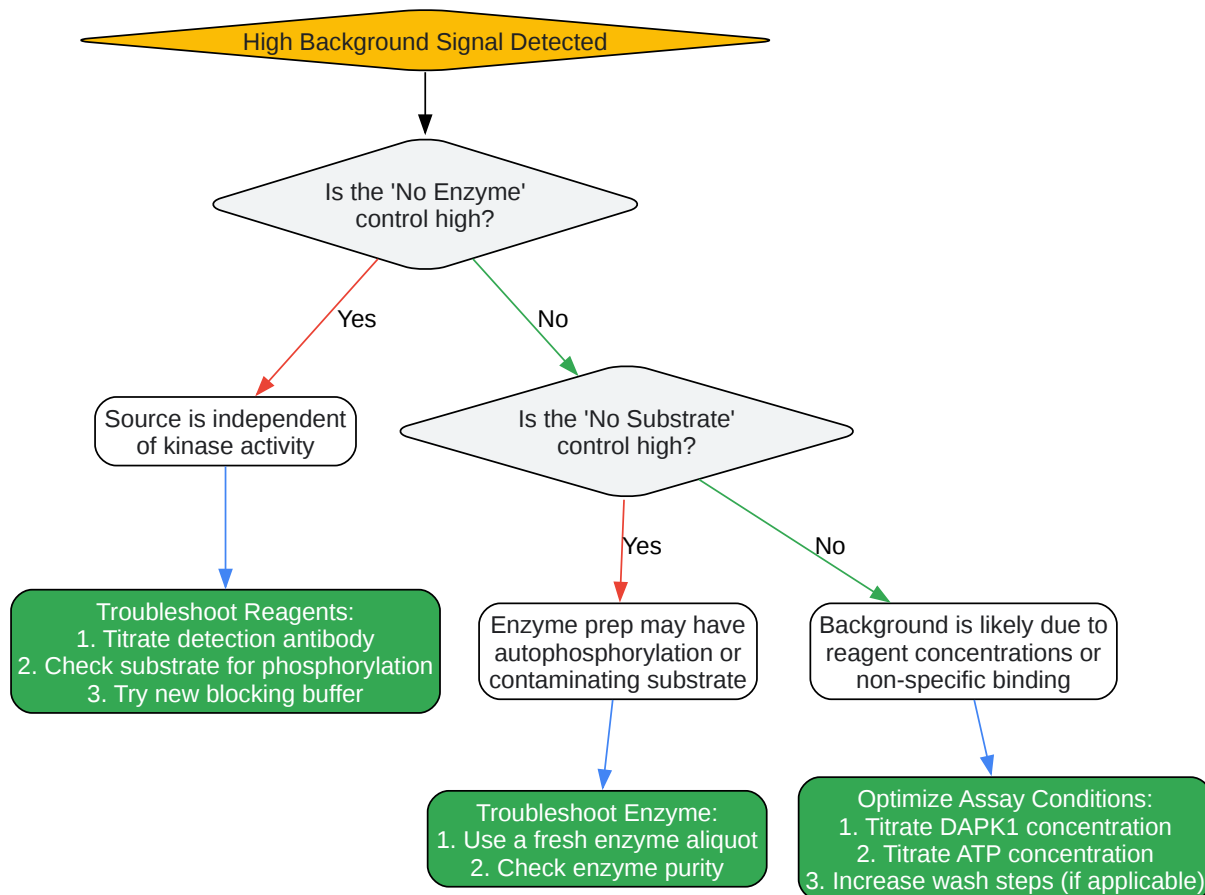 High Background Signal Detected
Is the 'No Enzyme'
control high?
Yes
No
Source is independent
of kinase activity
Is the 'No Substrate'
control high?
Yes
No
Troubleshoot Reagents:
1. Titrate detection antibody
2. Check substrate for phosphorylation
3. Try new blocking buffer
Enzyme prep may have
autophosphorylation or
contaminating substrate
Background is likely due to
reagent concentrations or
non-specific binding
Troubleshoot Enzyme:
1. Use a fresh enzyme aliquot
2. Check enzyme purity
Optimize Assay Conditions:
1. Titrate DAPK1 concentration
2. Titrate ATP concentration
3. Increase wash steps (if applicable)